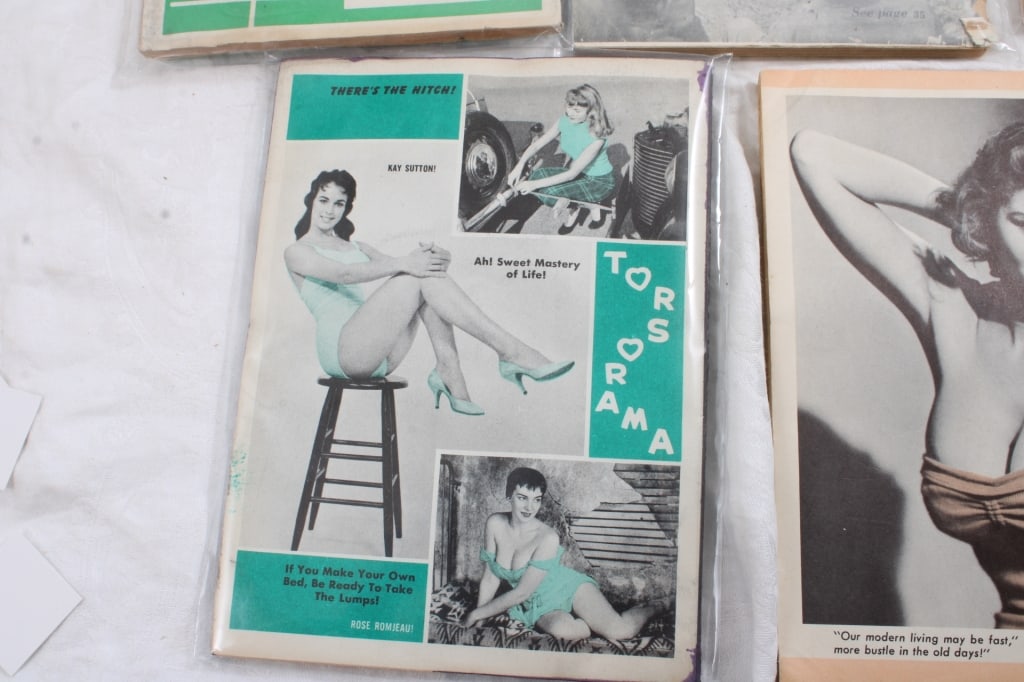 See page 35
THERE'S THE HITCH!
KAY SUTTON!
Ah! Sweet Mastery
of Life!
TORSORAMA
If You Make Your Own
Bed, Be Ready To Take
The Lumps!
ROSE ROMJEAU!
"Our modern living may be fast,"
more bustle in the old days!"